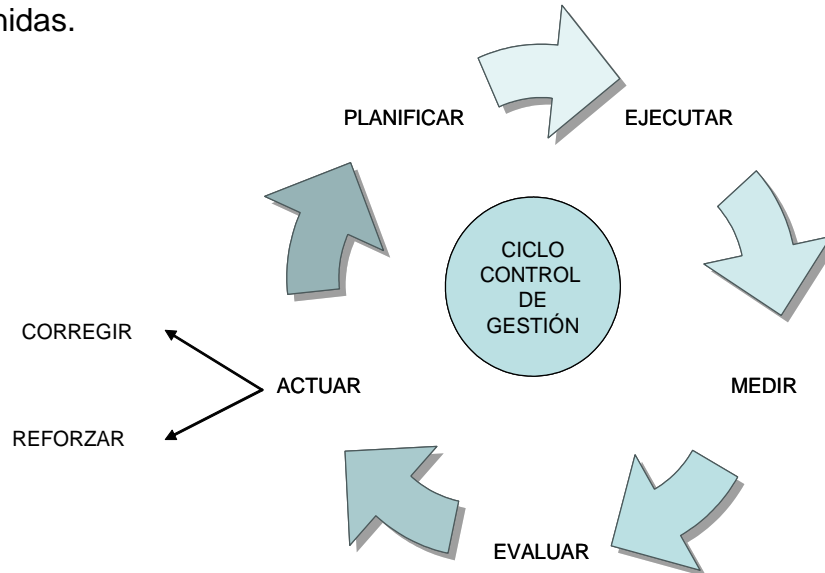 nidas.
PLANIFICAR
EJECUTAR
CICLO
CONTROL
DE
GESTIÓN
CORREGIR
ACTUAR
MEDIR
REFORZAR
EVALUAR